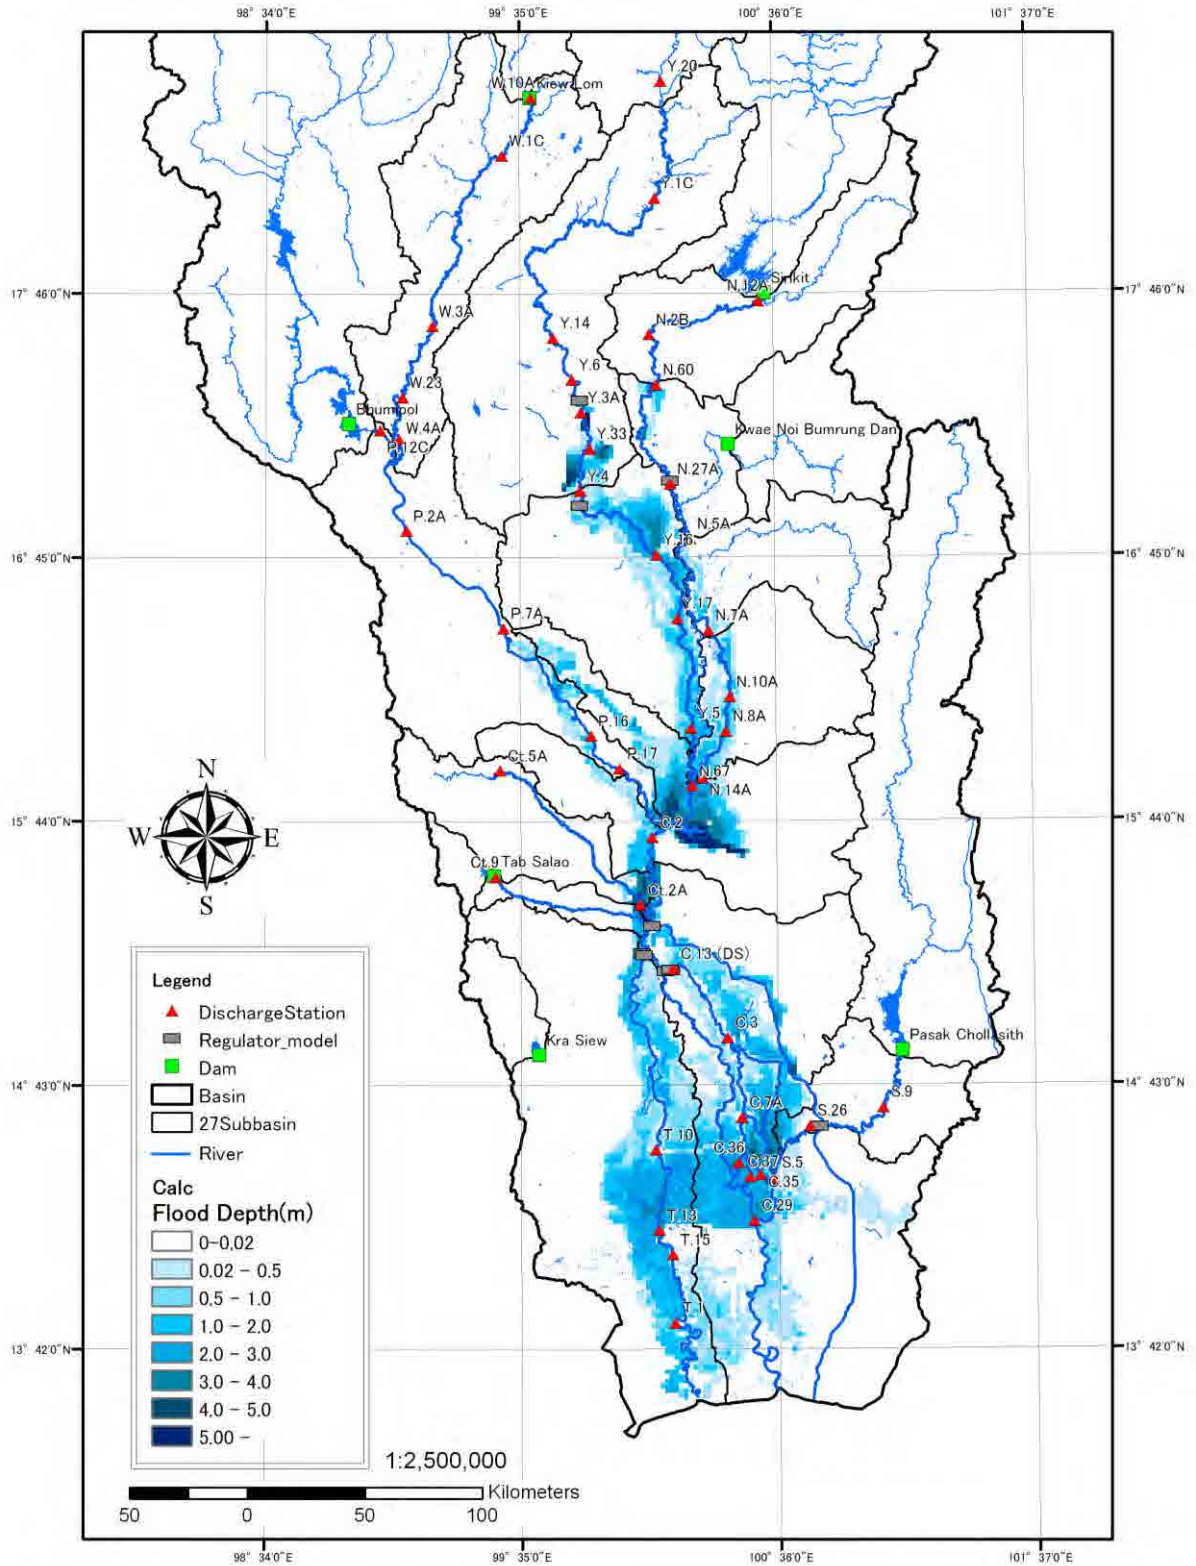 98° 34'0"E
99° 35'0"E
100° 36'0"E
101° 37'0"E
Y.20
W.10A Kiew Lom
W.1C
Y.1C
17° 46'0"N
Sirikit
N.12A
17° 46'0"N
W.3A
Y.14
N.2B
Y.6
N.60
W.23
Y.3A
Bhumipol
W.4A
Y.33
Kwae Noi Bumrung Dan
P.12C
Y.4
N.27A
P.2A
N.5A
16° 45'0"N
Y.16
16° 45'0"N
P.7A
Y.17
N.7A
N.10A
Y.5
N.8A
P.16
Ct.5A
P.17
N.67
N.14A
N
W
E
S
15° 44'0"N
C.2
15° 44'0"N
Ct.9 Tab Salao
Ct.2A
C.13 (DS)
C.3
Kra Siew
Pasak Chollasith
14° 43'0"N
14° 43'0"N
S.9
C.7A
S.26
T.10
C.36
C.37
S.5
C.35
C.29
T.13
T.15
T.1
13° 42'0"N
13° 42'0"N
Legend
DischargeStation
Regulator_model
Dam
Basin
27Subbasin
River
Calc
Flood Depth(m)
0-0.02
0.02 - 0.5
0.5 - 1.0
1.0 - 2.0
2.0 - 3.0
3.0 - 4.0
4.0 - 5.0
5.00 -
1:2,500,000
Kilometers
50 0 50 100
98° 34'0"E
99° 35'0"E
100° 36'0"E
101° 37'0"E